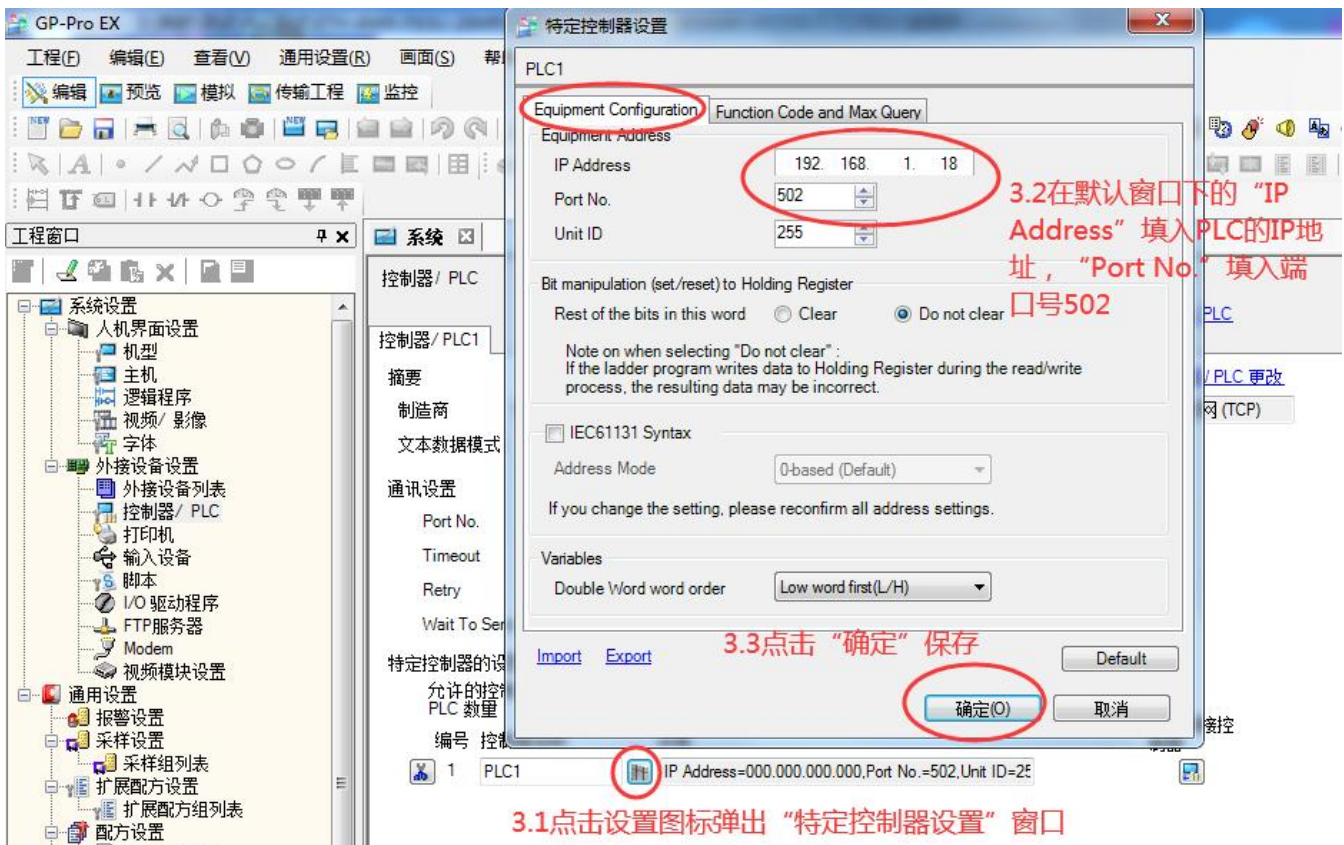 GP-Pro EX
工程(F) 编辑(E) 查看(V) 通用设置(R) 画面(S)
编辑 预览 模拟 传输工程 监控
工程窗口
系统设置
人机界面设置
机型
主机
逻辑程序
视频/ 影像
字体
外接设备设置
外接设备列表
控制器/ PLC
打印机
输入设备
脚本
I/O 驱动程序
FTP服务器
Modem
视频模块设置
通用设置
报警设置
采样设置
采样组列表
扩展配方设置
扩展配方组列表
配方设置
系统
控制器/ PLC
控制器/ PLC1
摘要
制造商
文本数据模式
通讯设置
Port No.
Timeout
Retry
Wait To Ser
特定控制器的设
允许的控制
PLC 数量
编号
1 PLC1 IP Address=000.000.000.000,Port No.=502,Unit ID=25
特定控制器设置
PLC1
Equipment Configuration Function Code and Max Query
Equipment Address
IP Address 192. 168. 1. 18
Port No. 502
Unit ID 255
Bit manipulation (set/reset) to Holding Register
Rest of the bits in this word Clear Do not clear
Note on when selecting "Do not clear" :
If the ladder program writes data to Holding Register during the read/write
process, the resulting data may be incorrect.
IEC61131 Syntax
Address Mode 0-based (Default)
If you change the setting, please reconfirm all address settings.
Variables
Double Word word order Low word first(L/H)
Import Export Default
确定(O) 取消
PLC
/ PLC 更改
网 (TCP)
接控
3.2在默认窗口下的“IP
Address”填入PLC的IP地
址，“Port No.”填入端
口号502
3.3点击“确定”保存
3.1点击设置图标弹出“特定控制器设置”窗口